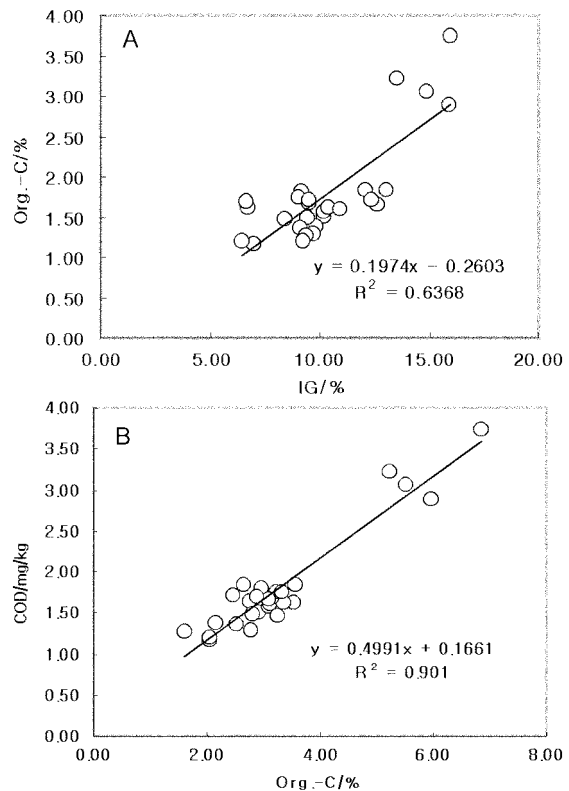 4.00
A
3.50
3.00
2.50
Org.-C/%
2.00
1.50
1.00
y = 0.1974x - 0.2603
R² = 0.6368
0.50
0.00
0.00 5.00 10.00 15.00 20.00
IG/%
4.00
B
3.50
3.00
2.50
COD/mg/kg
2.00
1.50
1.00
y = 0.4991x + 0.1661
R² = 0.901
0.50
0.00
0.00 2.00 4.00 6.00 8.00
Org.-C/%